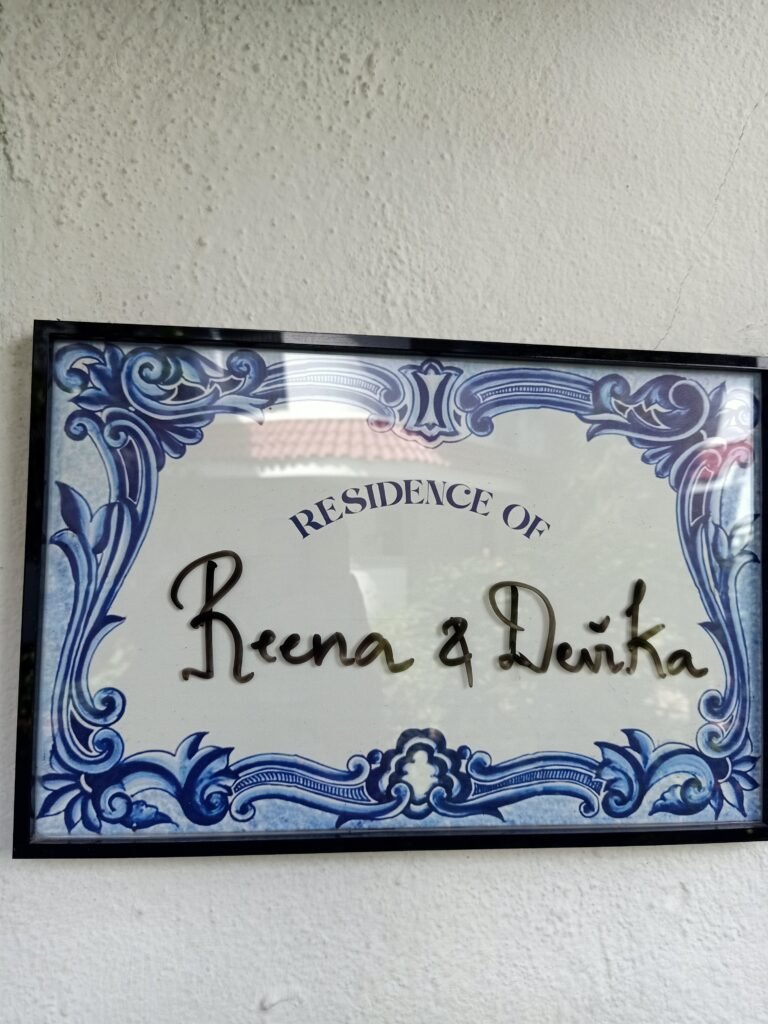 RESIDENCE OF
Reena & Devika